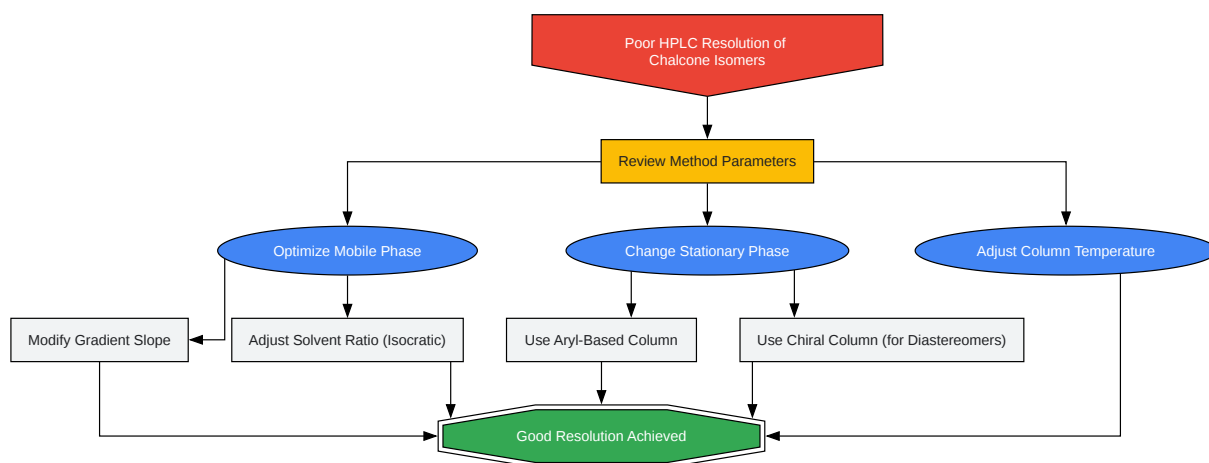 Poor HPLC Resolution of
Chalcone Isomers
Review Method Parameters
Optimize Mobile Phase
Change Stationary Phase
Adjust Column Temperature
Modify Gradient Slope
Adjust Solvent Ratio (Isocratic)
Use Aryl-Based Column
Use Chiral Column (for Diastereomers)
Good Resolution Achieved